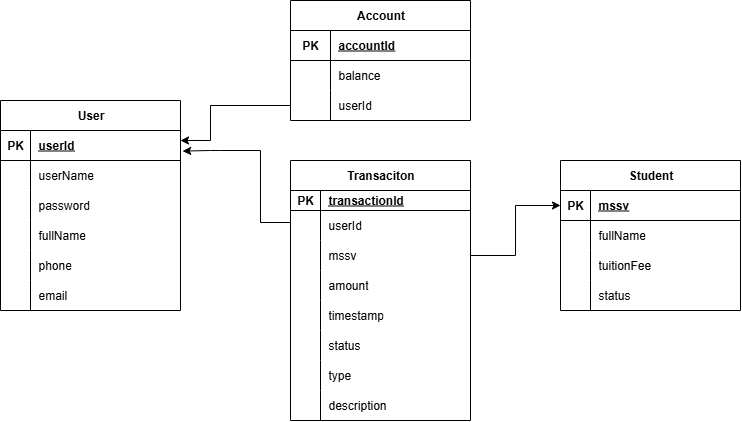 Account
PK accountId
balance
userId
User
PK userId
userName
password
fullName
phone
email
Transaciton
PK transactionId
userId
mssv
amount
timestamp
status
type
description
Student
PK mssv
fullName
tuitionFee
status